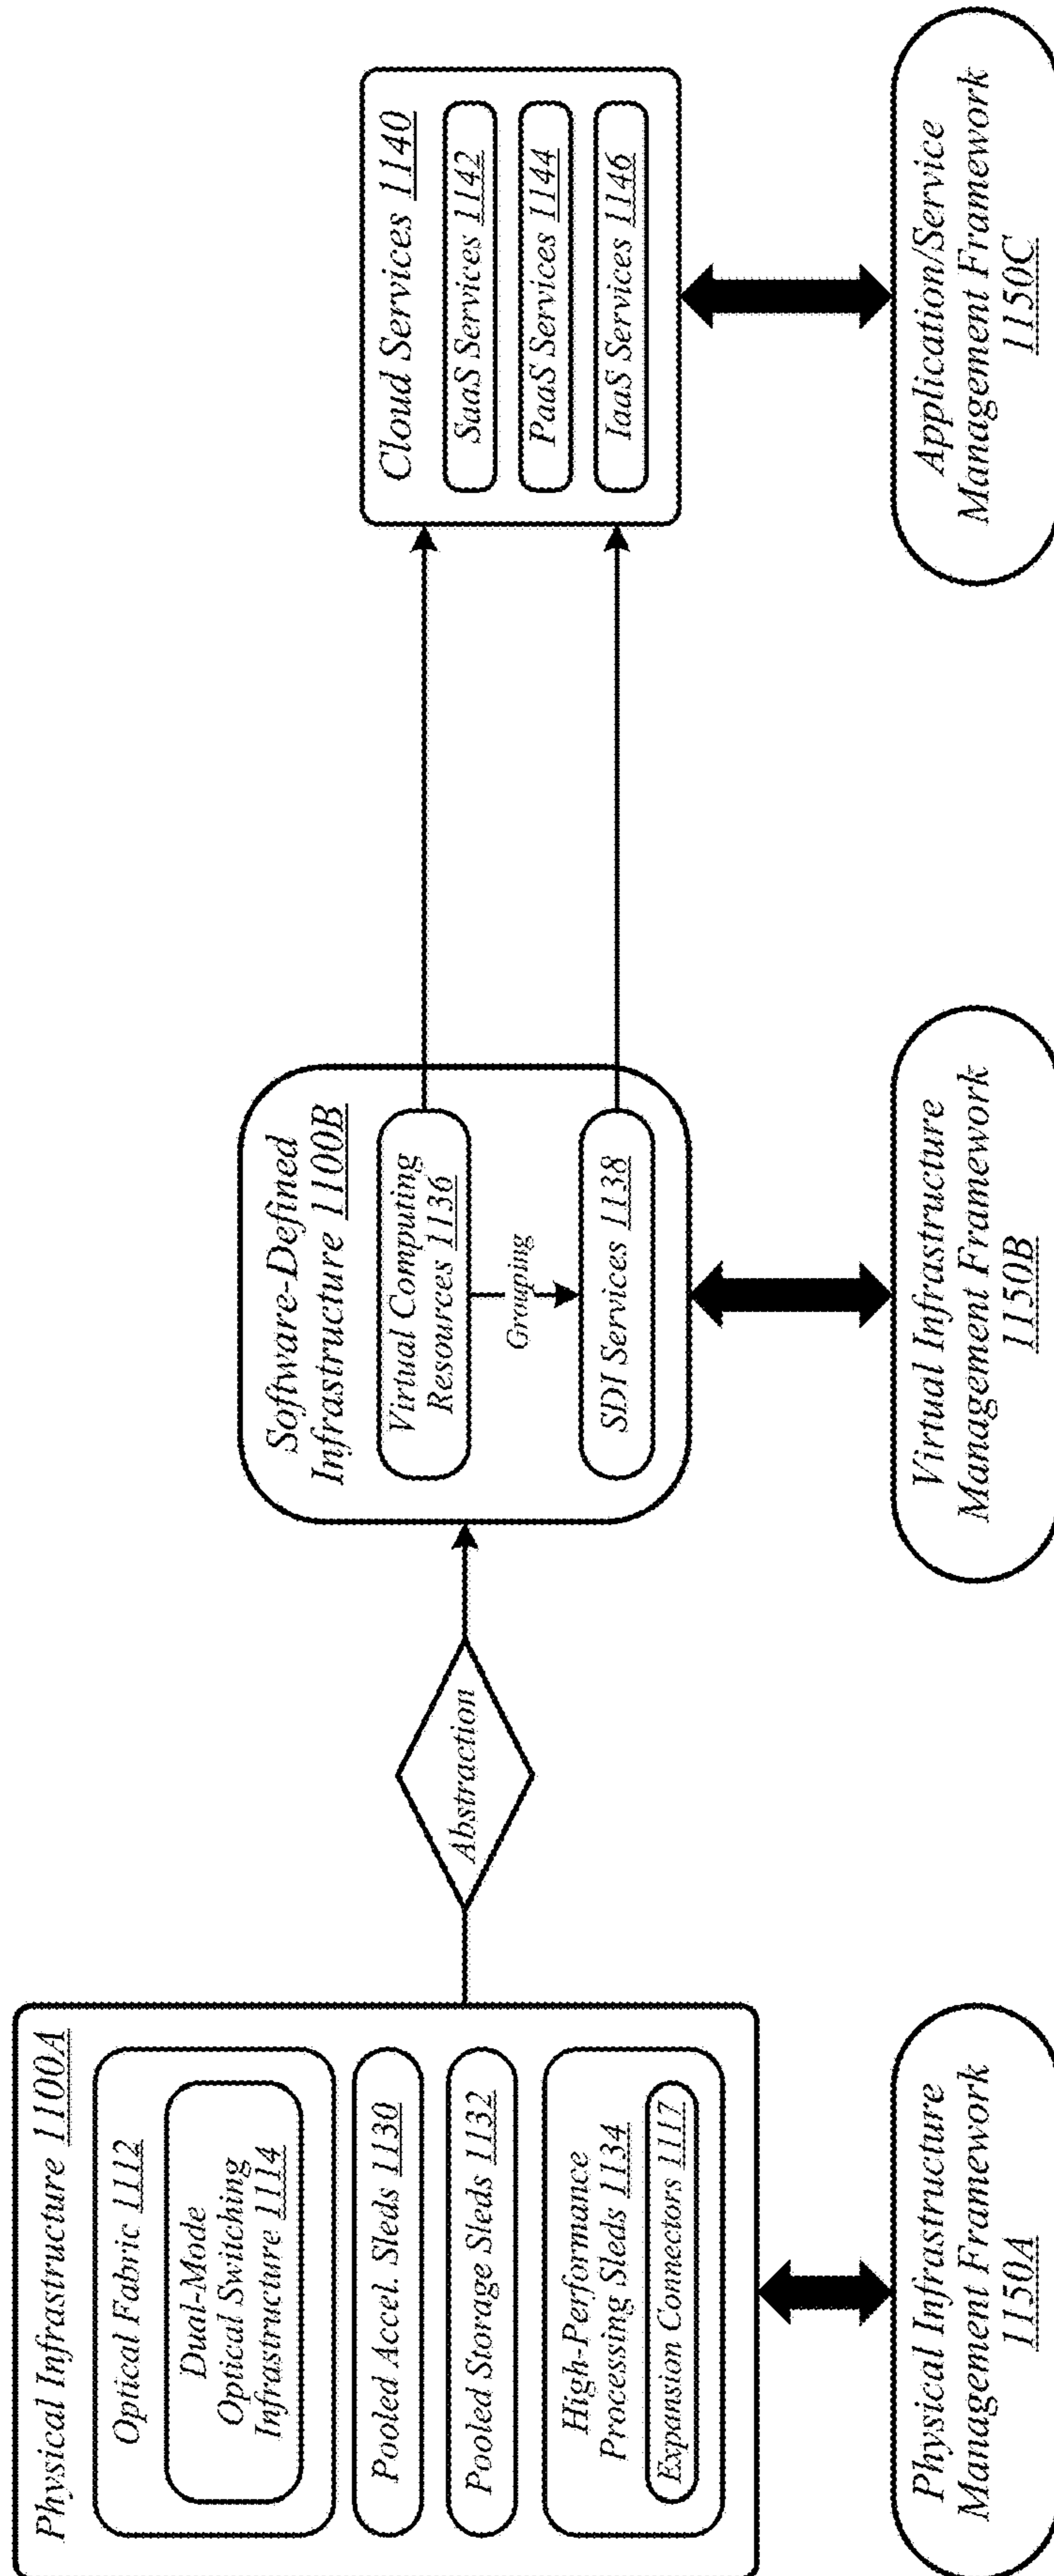 Physical Infrastructure 1100A
Optical Fabric 1112
Dual-Mode
Optical Switching
Infrastructure 1114
Pooled Accel. Sleds 1130
Pooled Storage Sleds 1132
High-Performance
Processing Sleds 1134
Expansion Connectors 1117
Physical Infrastructure
Management Framework
1150A
Abstraction
Software-Defined
Infrastructure 1100B
Virtual Computing
Resources 1136
Grouping
SDI Services 1138
Virtual Infrastructure
Management Framework
1150B
Cloud Services 1140
SaaS Services 1142
PaaS Services 1144
IaaS Services 1146
Application/Service
Management Framework
1150C